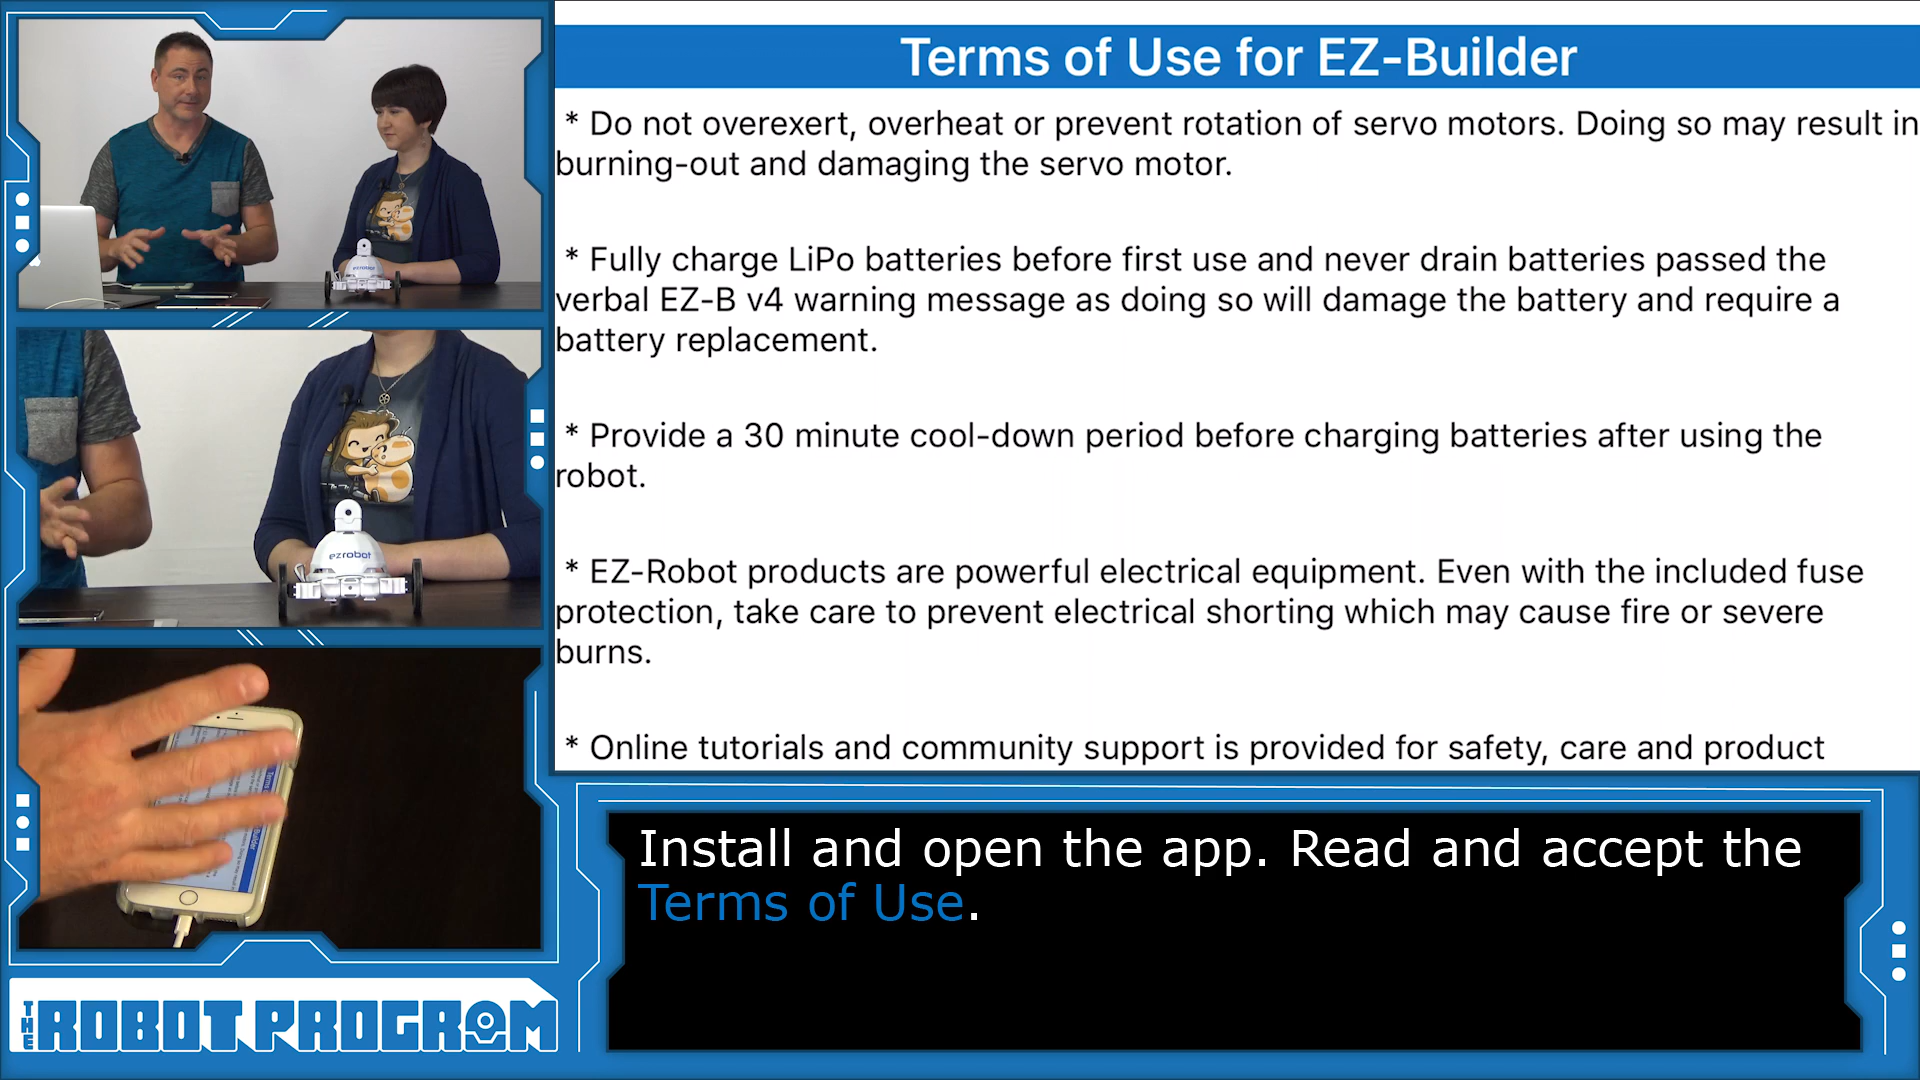 Terms of Use for EZ-Builder
* Do not overexert, overheat or prevent rotation of servo motors. Doing so may result in
burning-out and damaging the servo motor.
* Fully charge LiPo batteries before first use and never drain batteries passed the
verbal EZ-B v4 warning message as doing so will damage the battery and require a
battery replacement.
* Provide a 30 minute cool-down period before charging batteries after using the
robot.
* EZ-Robot products are powerful electrical equipment. Even with the included fuse
protection, take care to prevent electrical shorting which may cause fire or severe
burns.
* Online tutorials and community support is provided for safety, care and product
Install and open the app. Read and accept the
Terms of Use.
ezrobot
ezrobot
THE ROBOT PROGRAM